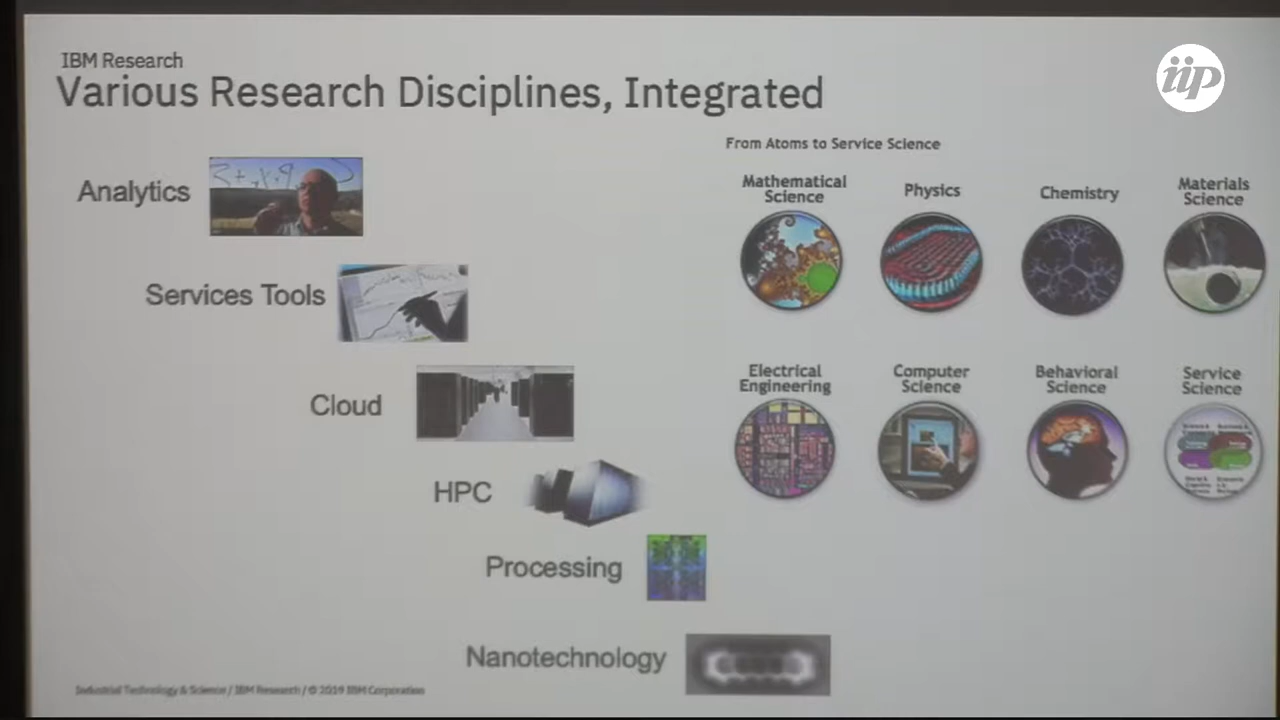 IBM Research
Various Research Disciplines, Integrated
iip
From Atoms to Service Science
Analytics
Services Tools
Cloud
HPC
Processing
Nanotechnology
Mathematical
Science
Physics
Chemistry
Materials
Science
Electrical
Engineering
Computer
Science
Behavioral
Science
Service
Science
Industrial Technology & Science / IBM Research / © 2019 IBM Corporation